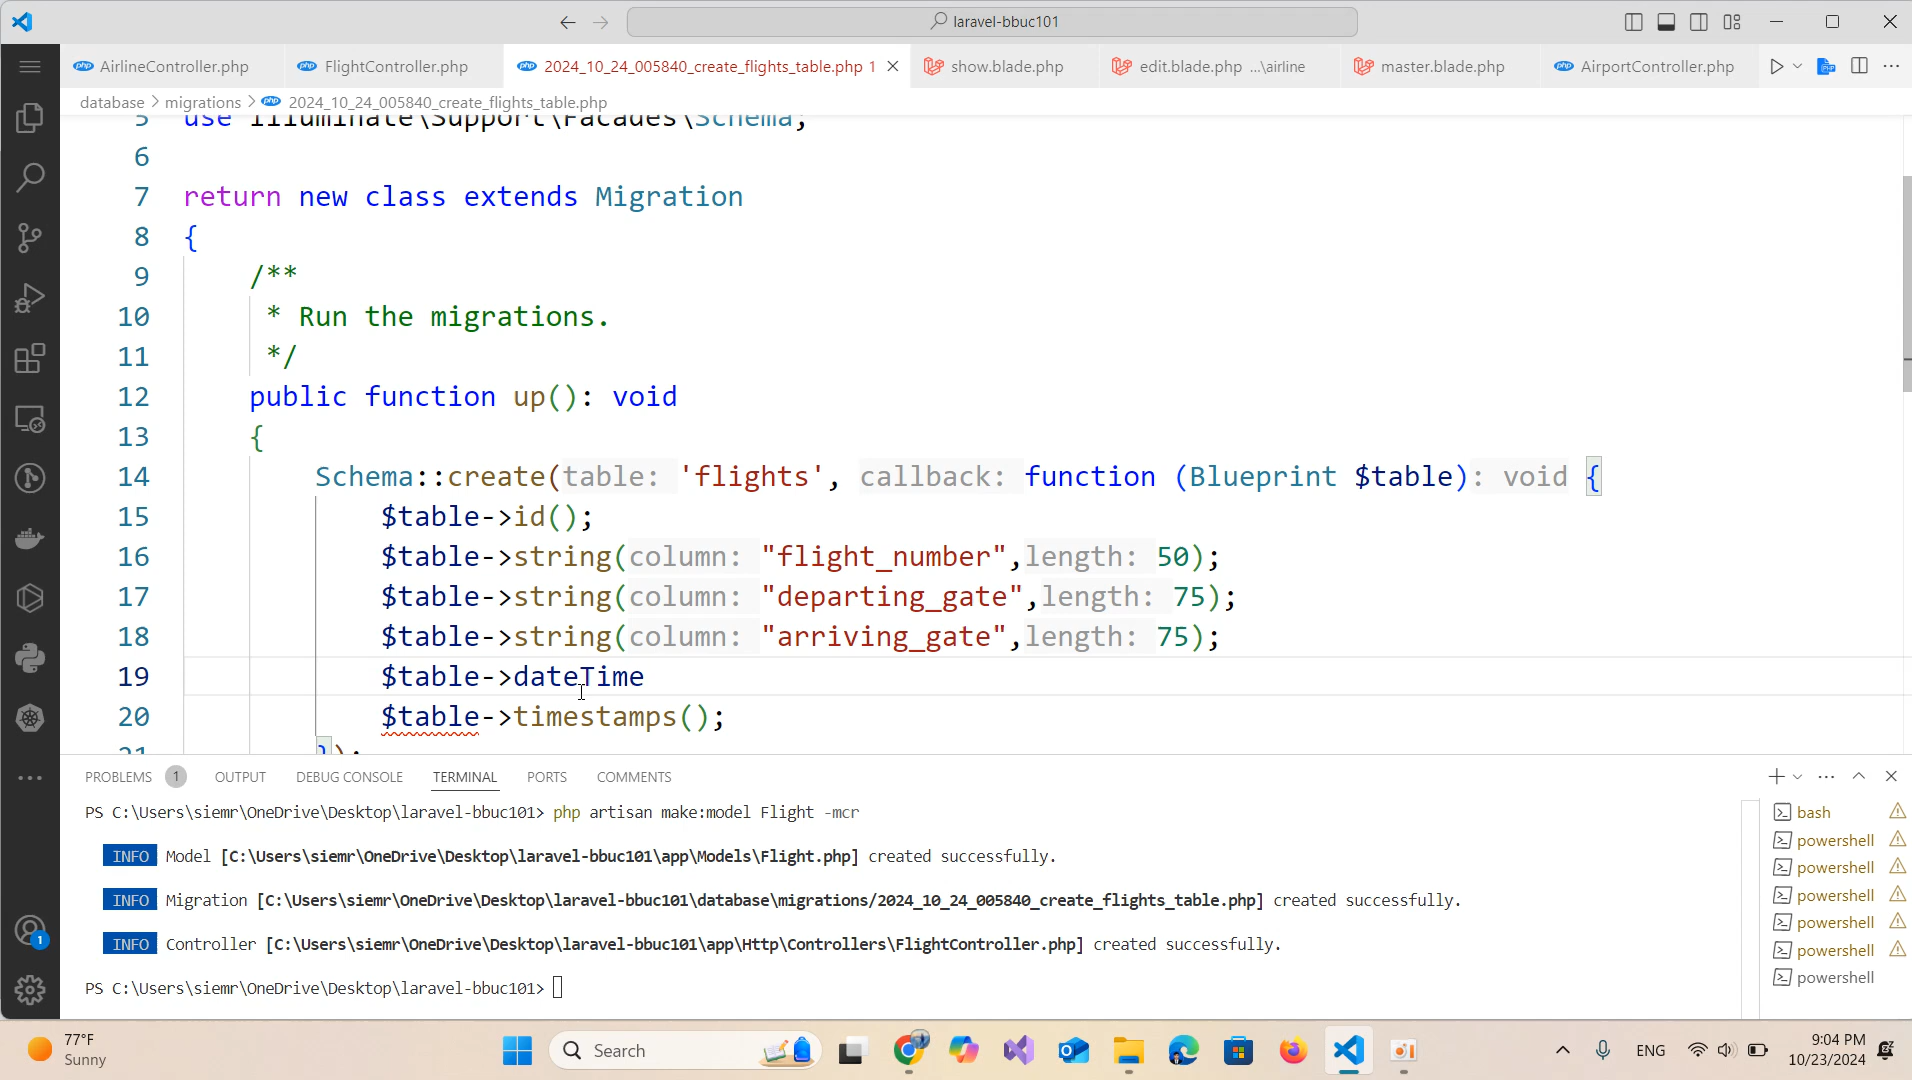 laravel-bbuc101
AirlineController.php
FlightController.php
2024_10_24_005840_create_flights_table.php 1
show.blade.php
edit.blade.php ...\airline
master.blade.php
AirportController.php
database > migrations > 2024_10_24_005840_create_flights_table.php
5 use Illuminate\Support\Facades\Schema;
6
7 return new class extends Migration
8 {
9 /**
10 * Run the migrations.
11 */
12 public function up(): void
13 {
14 Schema::create(table: 'flights', callback: function (Blueprint $table): void {
15 $table->id();
16 $table->string(column: "flight_number",length: 50);
17 $table->string(column: "departing_gate",length: 75);
18 $table->string(column: "arriving_gate",length: 75);
19 $table->dateTime
20 $table->timestamps();
21 });
PROBLEMS 1 OUTPUT DEBUG CONSOLE TERMINAL PORTS COMMENTS
PS C:\Users\siemr\OneDrive\Desktop\laravel-bbuc101> php artisan make:model Flight -mcr
INFO Model [C:\Users\siemr\OneDrive\Desktop\laravel-bbuc101\app\Models\Flight.php] created successfully.
INFO Migration [C:\Users\siemr\OneDrive\Desktop\laravel-bbuc101\database\migrations/2024_10_24_005840_create_flights_table.php] created successfully.
INFO Controller [C:\Users\siemr\OneDrive\Desktop\laravel-bbuc101\app\Http\Controllers\FlightController.php] created successfully.
PS C:\Users\siemr\OneDrive\Desktop\laravel-bbuc101>
bash
powershell
powershell
powershell
powershell
powershell
powershell
1
77°F
Sunny
Search
ENG
9:04 PM
10/23/2024